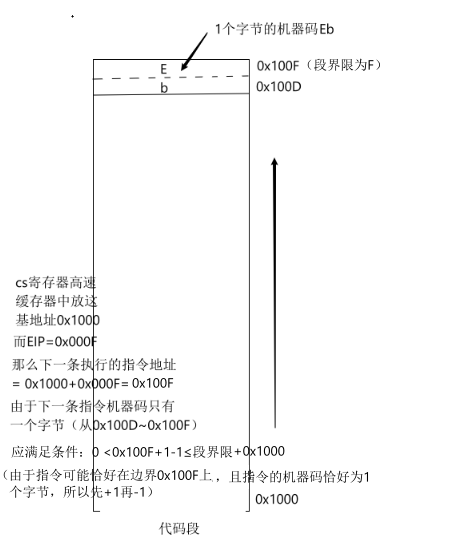 1个字节的机器码Eb
E
0x100F（段界限为F）
b
0x100D
cs寄存器高速
缓存器中放这
基地址0x1000
而EIP=0x000F
那么下一条执行的指令地址
= 0x1000+0x000F= 0x100F
由于下一条指令机器码只有
一个字节（从0x100D~0x100F）
应满足条件：0 <0x100F+1-1≤段界限+0x1000
（由于指令可能恰好在边界0x100F上，且指令的机器码恰好为1
个字节，所以先+1再-1）
0x1000
代码段